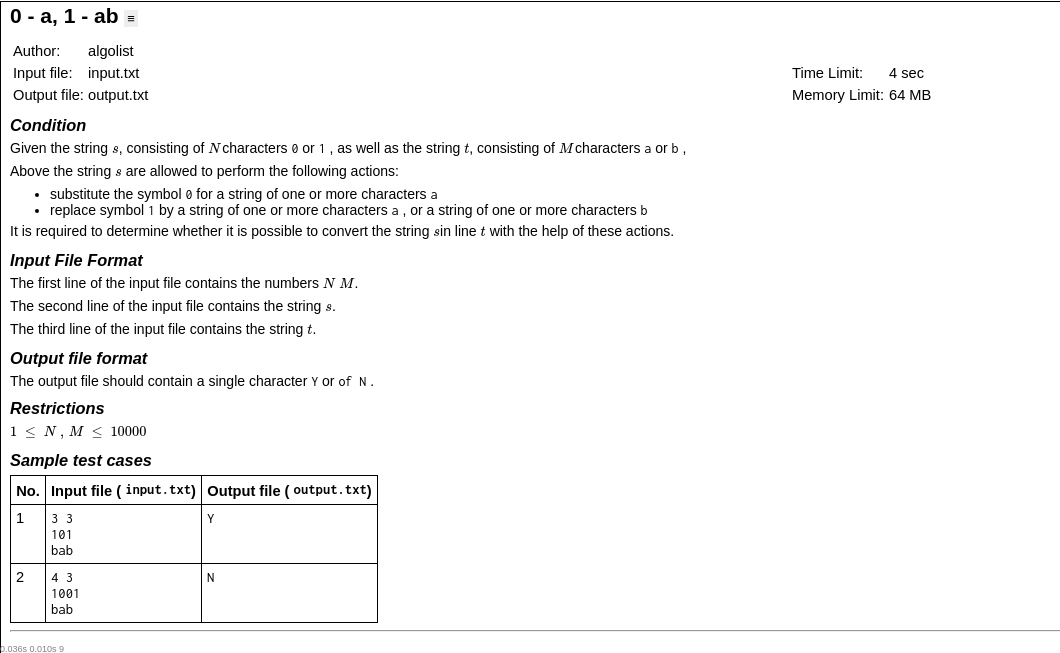 0 - a, 1 - ab ≡
Author: algolist
Input file: input.txt Time Limit: 4 sec
Output file: output.txt Memory Limit: 64 MB
Condition
Given the string s, consisting of N characters 0 or 1 , as well as the string t, consisting of M characters a or b ,
Above the string s are allowed to perform the following actions:
• substitute the symbol 0 for a string of one or more characters a
• replace symbol 1 by a string of one or more characters a , or a string of one or more characters b
It is required to determine whether it is possible to convert the string sin line t with the help of these actions.
Input File Format
The first line of the input file contains the numbers N M.
The second line of the input file contains the string s.
The third line of the input file contains the string t.
Output file format
The output file should contain a single character Y or of N .
Restrictions
1 ≤ N , M ≤ 10000
Sample test cases
No. Input file ( input.txt) Output file ( output.txt)
1 3 3 Y
101
bab
2 4 3 N
1001
bab
0.036s 0.010s 9